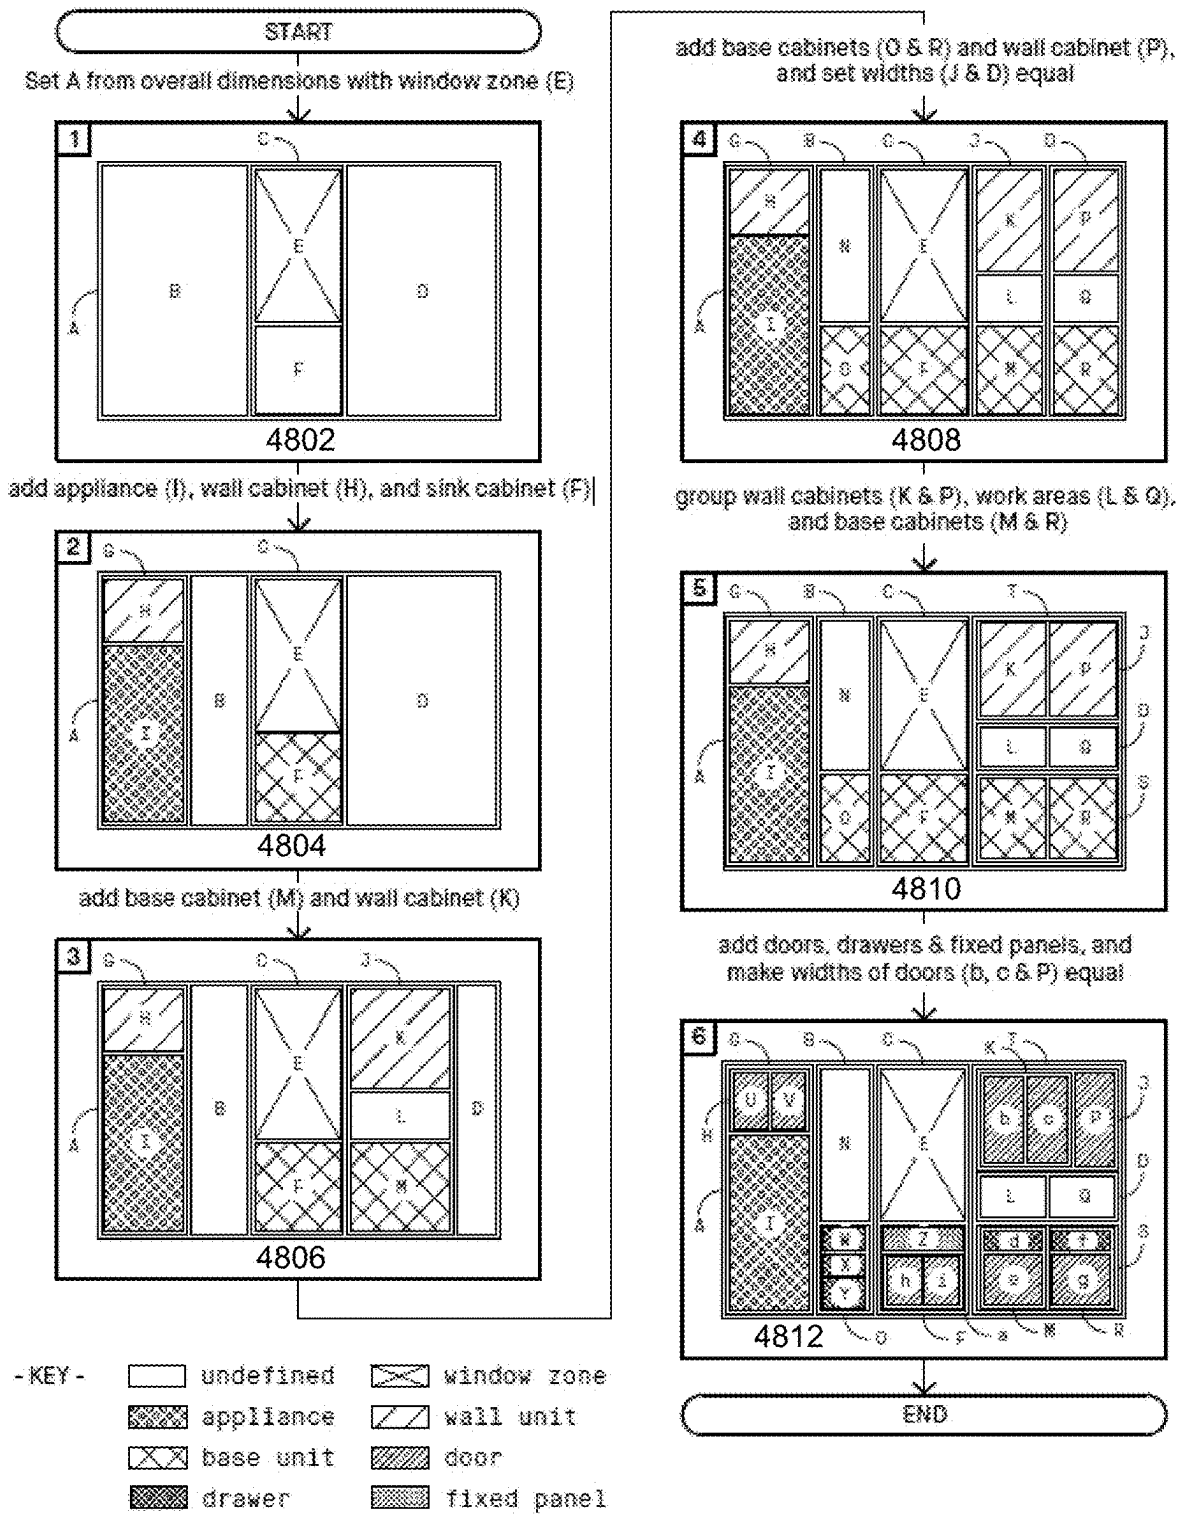 START
Set A from overall dimensions with window zone (E)
1
C
B
E
D
A
F
4802
add appliance (I), wall cabinet (H), and sink cabinet (F)
2
G
C
H
E
B
D
A
I
F
4804
add base cabinet (M) and wall cabinet (K)
3
G
C
J
H
K
E
B
L
D
A
I
F
M
4806
add base cabinets (O & R) and wall cabinet (P),
and set widths (J & D) equal
4
G
B
C
J
D
H
K
P
N
E
L
Q
A
I
O
F
M
R
4808
group wall cabinets (K & P), work areas (L & Q),
and base cabinets (M & R)
5
G
B
C
T
J
H
K
P
N
E
D
L
Q
A
I
S
O
F
M
R
4810
add doors, drawers & fixed panels, and
make widths of doors (b, c & P) equal
6
G
B
C
K
T
J
U
V
b
c
P
H
N
E
D
L
Q
A
I
S
W
Z
d
f
X
h
i
e
g
Y
4812
O
F
a
M
R
END
- KEY -
undefined
window zone
appliance
wall unit
base unit
door
drawer
fixed panel